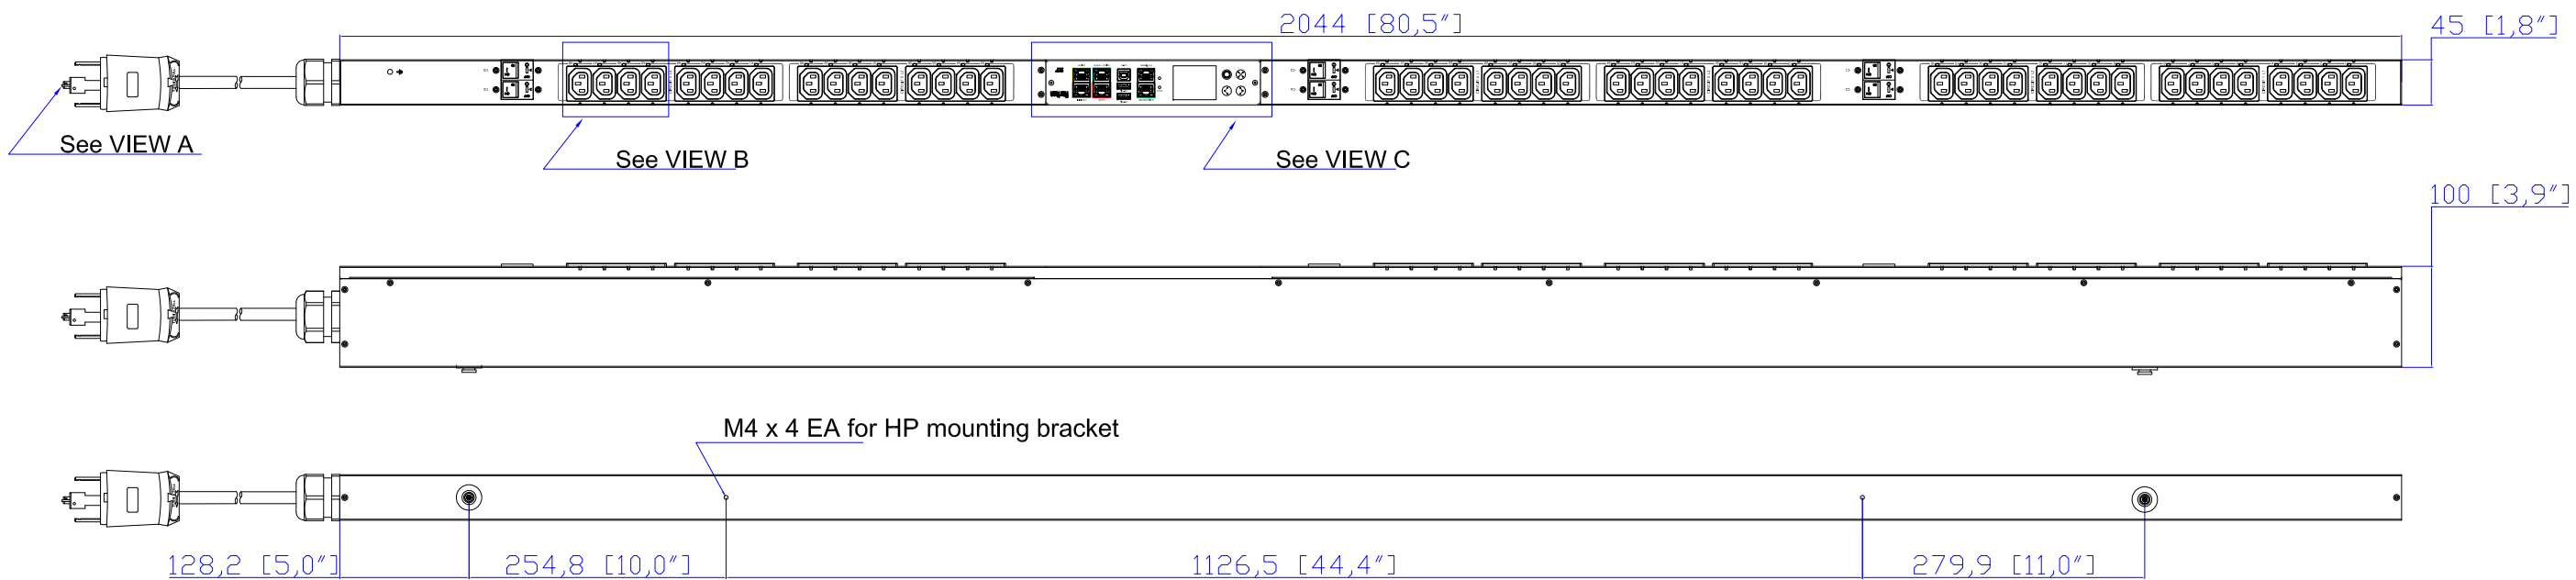 2044 [80,5"]
45 [1,8"]
See VIEW A
See VIEW B
See VIEW C
100 [3,9"]
M4 x 4 EA for HP mounting bracket
128,2 [5,0"]
254,8 [10,0"]
1126,5 [44,4"]
279,9 [11,0"]